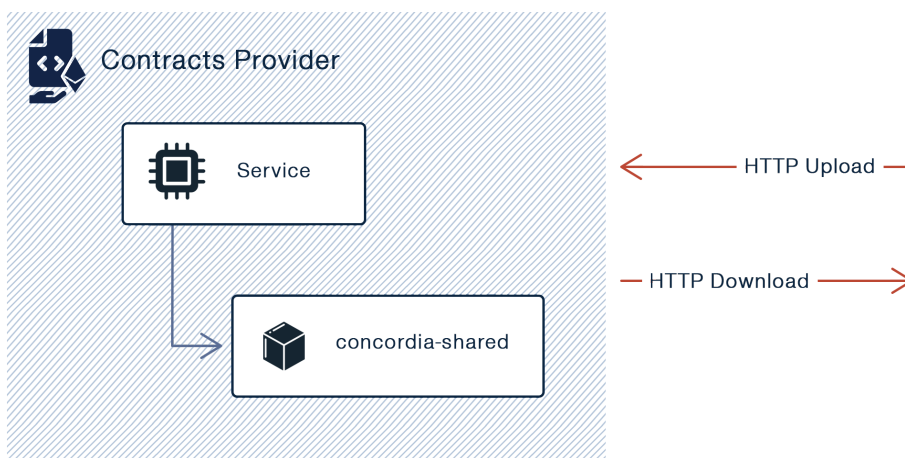 Contracts Provider
Service
HTTP Upload
HTTP Download
concordia-shared